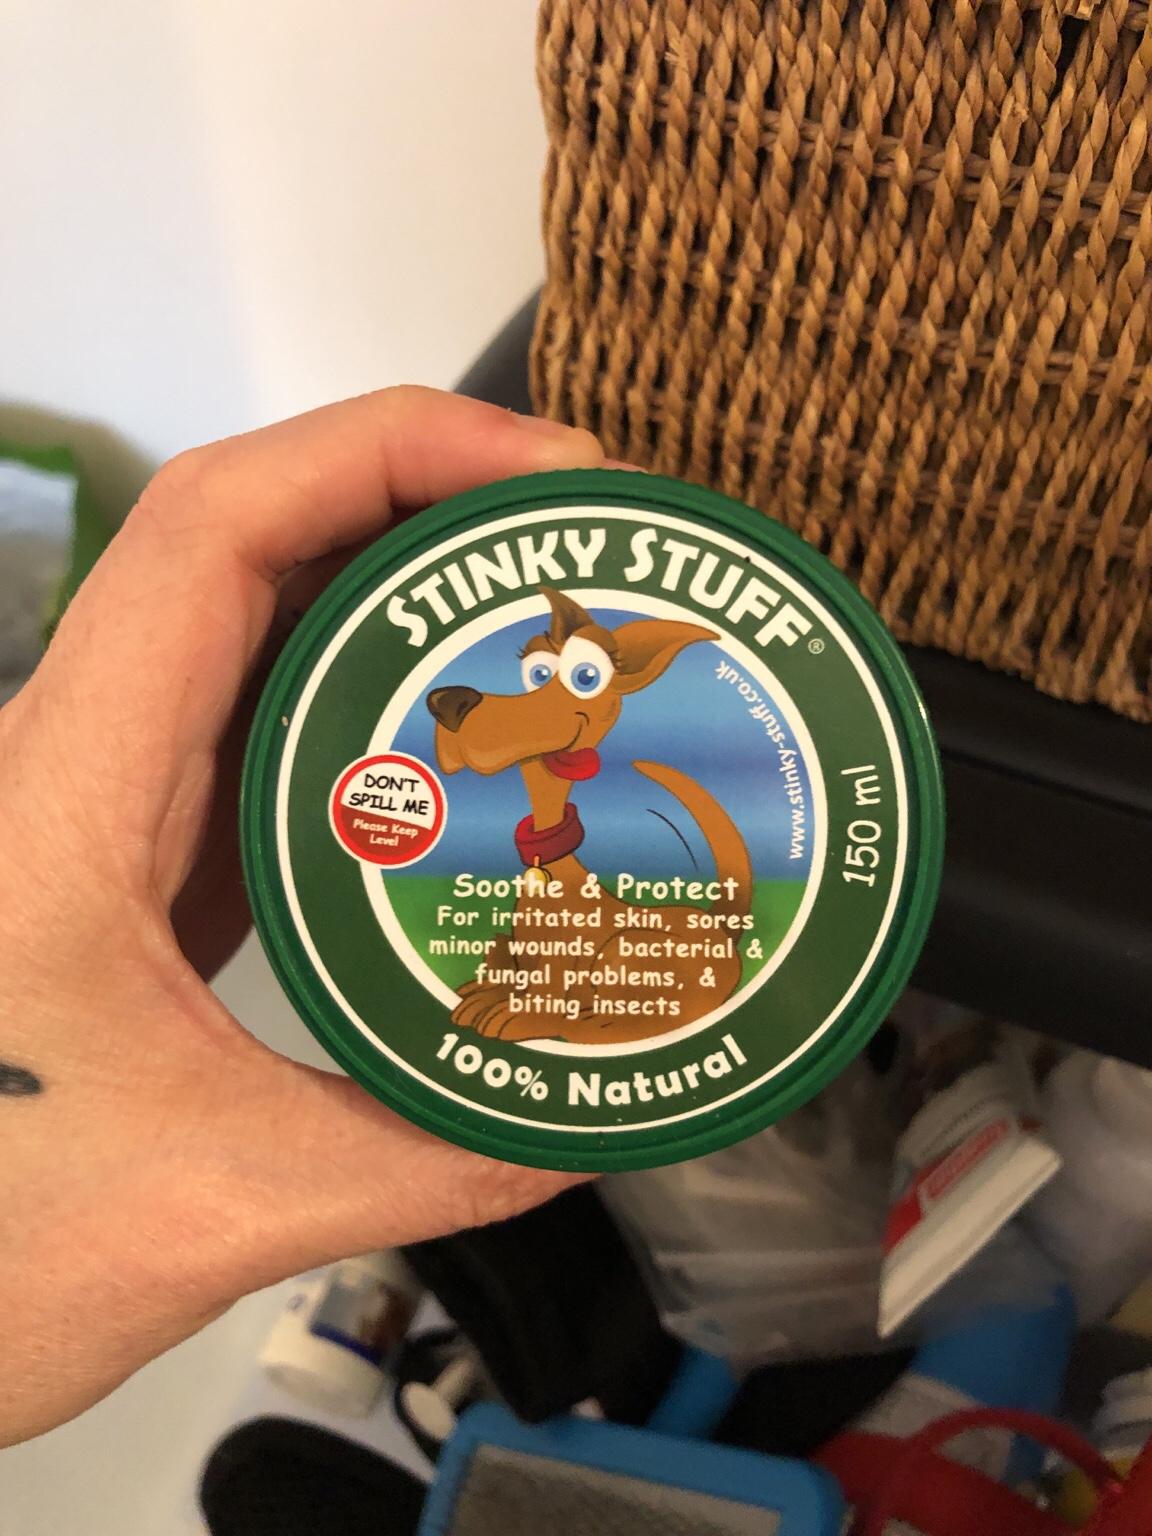 STINKY STUFF®
www.stinky-stuff.co.uk
150 ml
DON'T
SPILL ME
Please Keep
Level
Soothe & Protect
For irritated skin, sores
minor wounds, bacterial &
fungal problems, &
biting insects
100% Natural